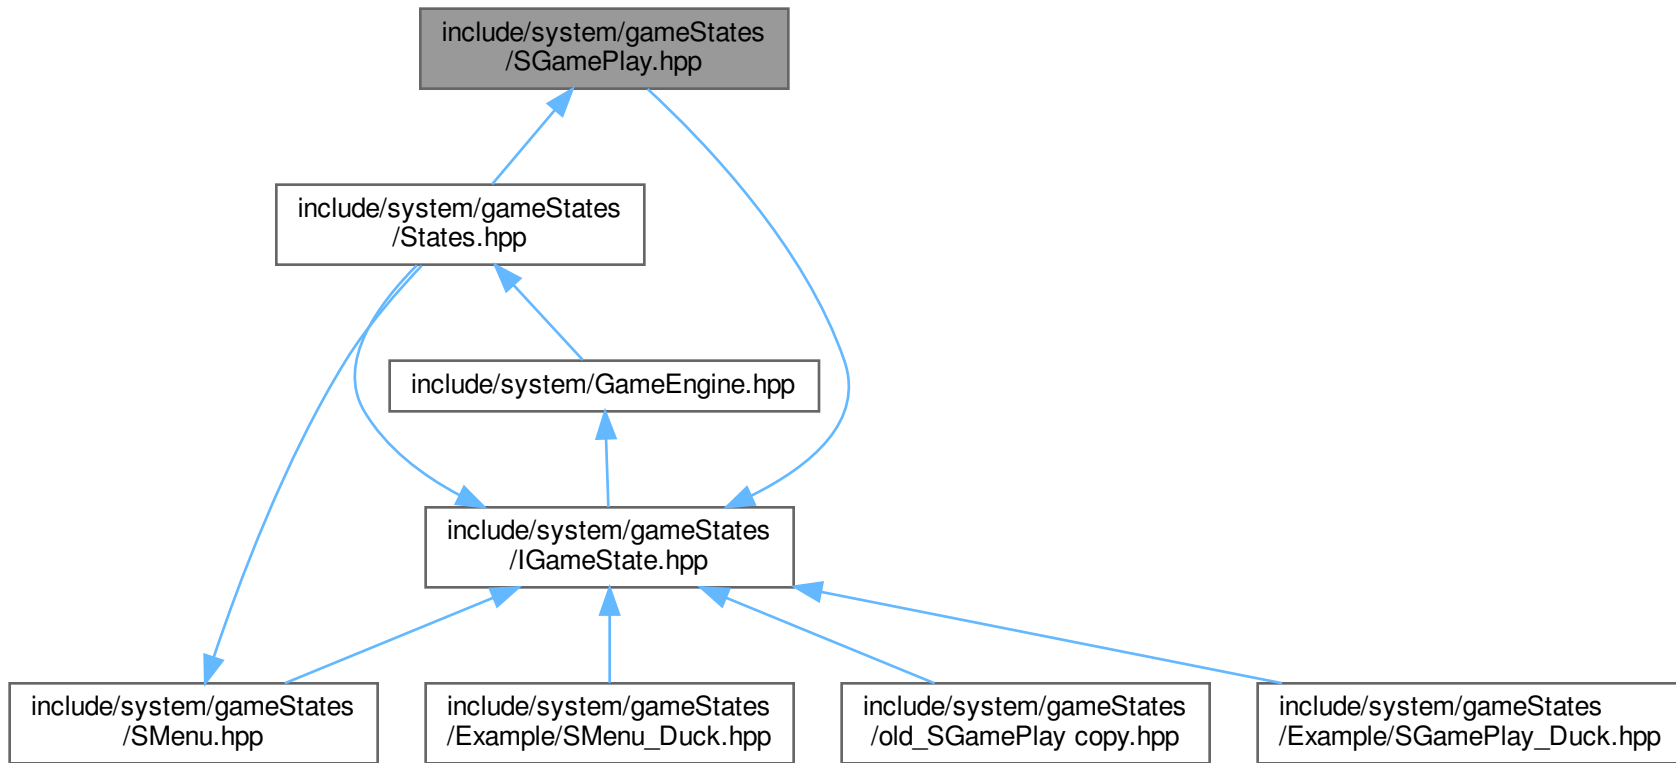 include/system/gameStates
/SGamePlay.hpp
include/system/gameStates
/States.hpp
include/system/GameEngine.hpp
include/system/gameStates
/IGameState.hpp
include/system/gameStates
/SMenu.hpp
include/system/gameStates
/Example/SMenu_Duck.hpp
include/system/gameStates
/old_SGamePlay copy.hpp
include/system/gameStates
/Example/SGamePlay_Duck.hpp